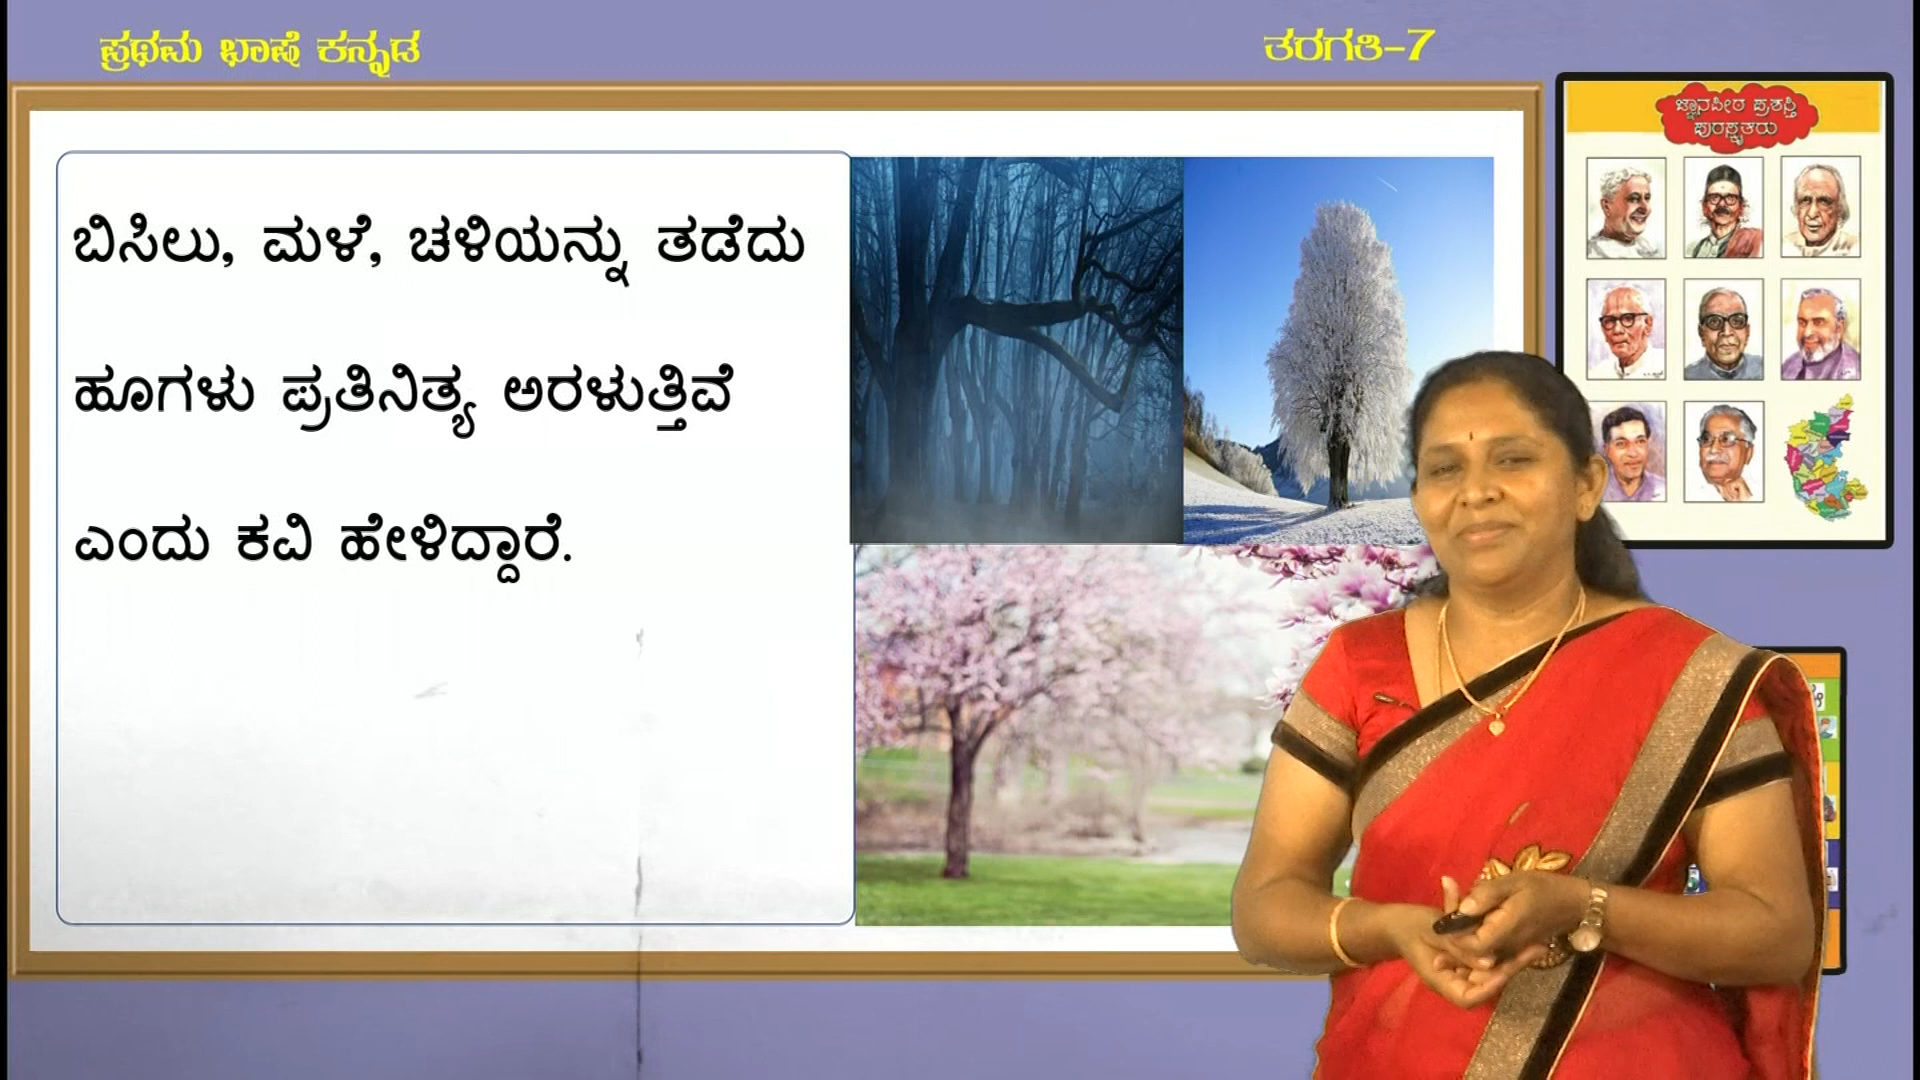 ಪ್ರಥಮ ಭಾಷೆ ಕನ್ನಡ
ತರಗತಿ-7
ಬಿಸಿಲು, ಮಳೆ, ಚಳಿಯನ್ನು ತಡೆದು
ಹೂಗಳು ಪ್ರತಿನಿತ್ಯ ಅರಳುತ್ತಿವೆ
ಎಂದು ಕವಿ ಹೇಳಿದ್ದಾರೆ.
ಜ್ಞಾನಪೀಠ ಪ್ರಶಸ್ತಿ
ಪುರಸ್ಕೃತರು